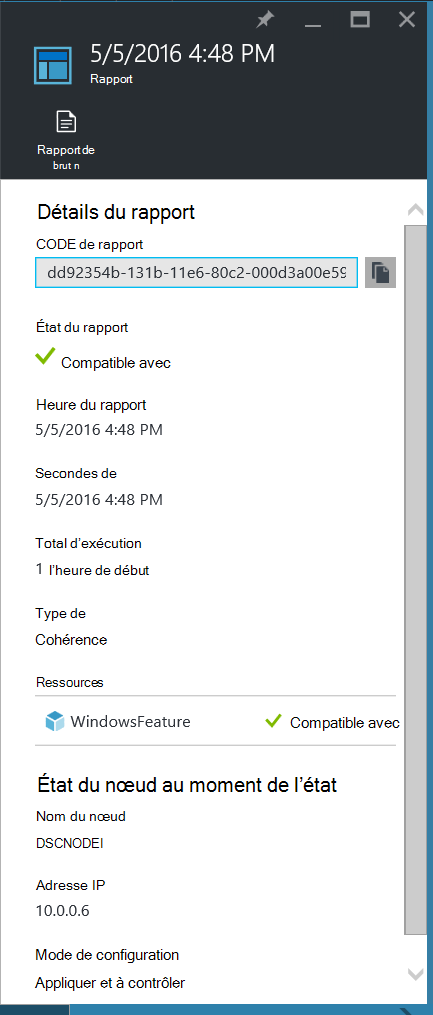 5/5/2016 4:48 PM
Rapport
Rapport de
brut n
Détails du rapport
CODE de rapport
dd92354b-131b-11e6-80c2-000d3a00e59
État du rapport
Compatible avec
Heure du rapport
5/5/2016 4:48 PM
Secondes de
5/5/2016 4:48 PM
Total d’exécution
1 l’heure de début
Type de
Cohérence
Ressources
WindowsFeature Compatible avec
État du nœud au moment de l’état
Nom du nœud
DSCNODEI
Adresse IP
10.0.0.6
Mode de configuration
Appliquer et à contrôler